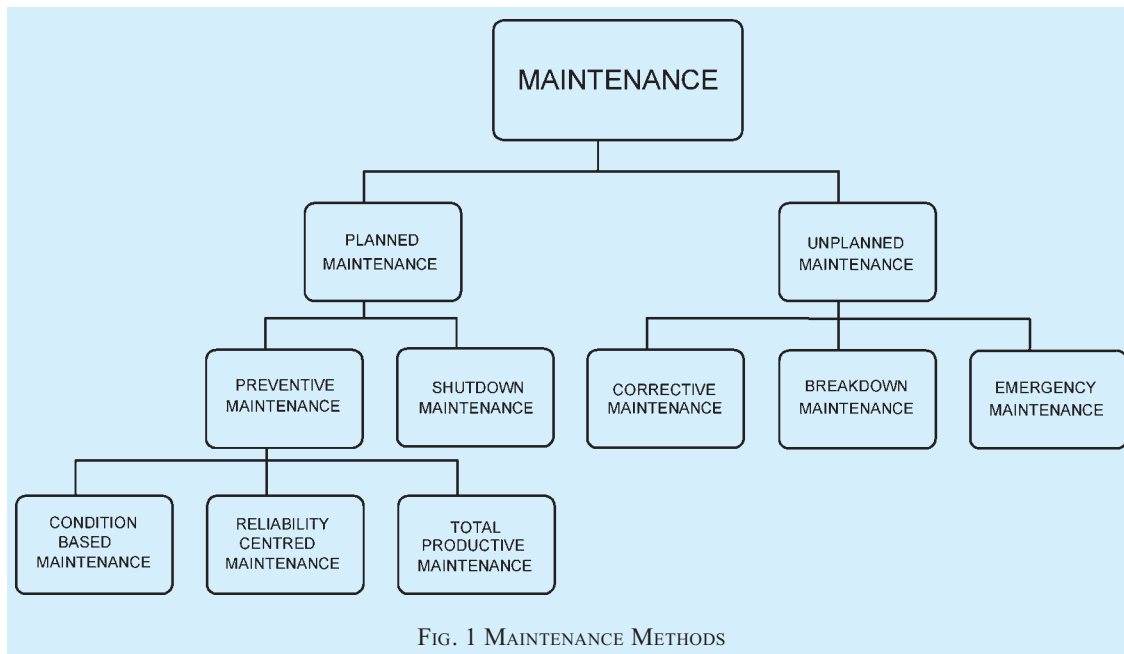 MAINTENANCE
PLANNED
MAINTENANCE
UNPLANNED
MAINTENANCE
PREVENTIVE
MAINTENANCE
SHUTDOWN
MAINTENANCE
CORRECTIVE
MAINTENANCE
BREAKDOWN
MAINTENANCE
EMERGENCY
MAINTENANCE
CONDITION
BASED
MAINTENANCE
RELIABILITY
CENTRED
MAINTENANCE
TOTAL
PRODUCTIVE
MAINTENANCE
FIG. 1 MAINTENANCE METHODS